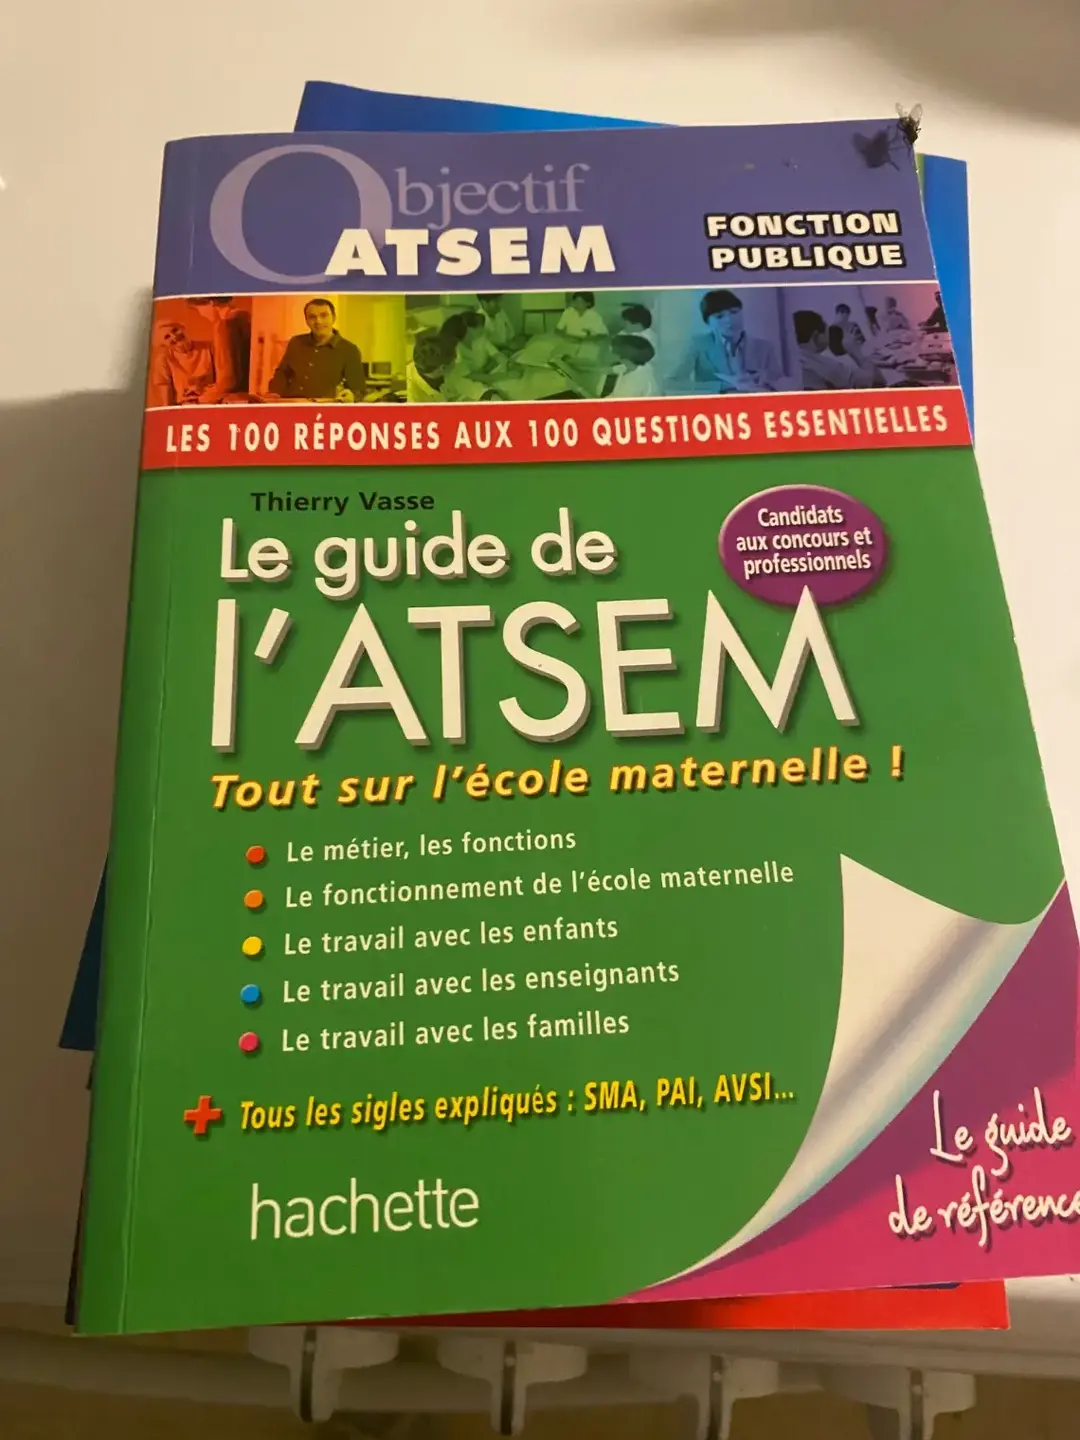 Objectif
ATSEM
FONCTION
PUBLIQUE
LES 100 RÉPONSES AUX 100 QUESTIONS ESSENTIELLES
Thierry Vasse
Candidats
aux concours et
professionnels
Le guide de
l'ATSEM
Tout sur l'école maternelle !
Le métier, les fonctions
Le fonctionnement de l'école maternelle
Le travail avec les enfants
Le travail avec les enseignants
Le travail avec les familles
+ Tous les sigles expliqués : SMA, PAI, AVSI...
Le guide
de référence
hachette